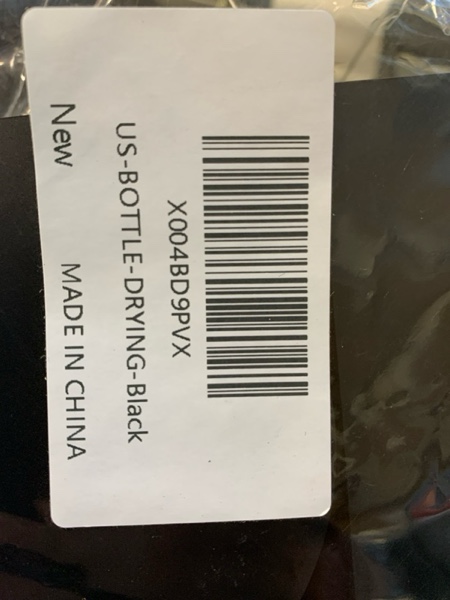 X004BD9PVX
US-BOTTLE-DRYING-Black
New MADE IN CHINA